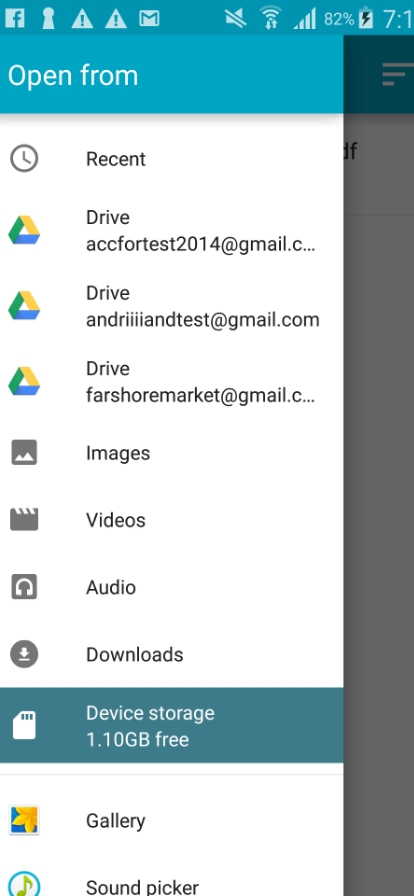 82% 7:1
Open from
df
Recent
Drive
accfortest2014@gmail.c...
Drive
andriiiiandtest@gmail.com
Drive
farshoremarket@gmail.c...
Images
Videos
Audio
Downloads
Device storage
1.10GB free
Gallery
Sound picker